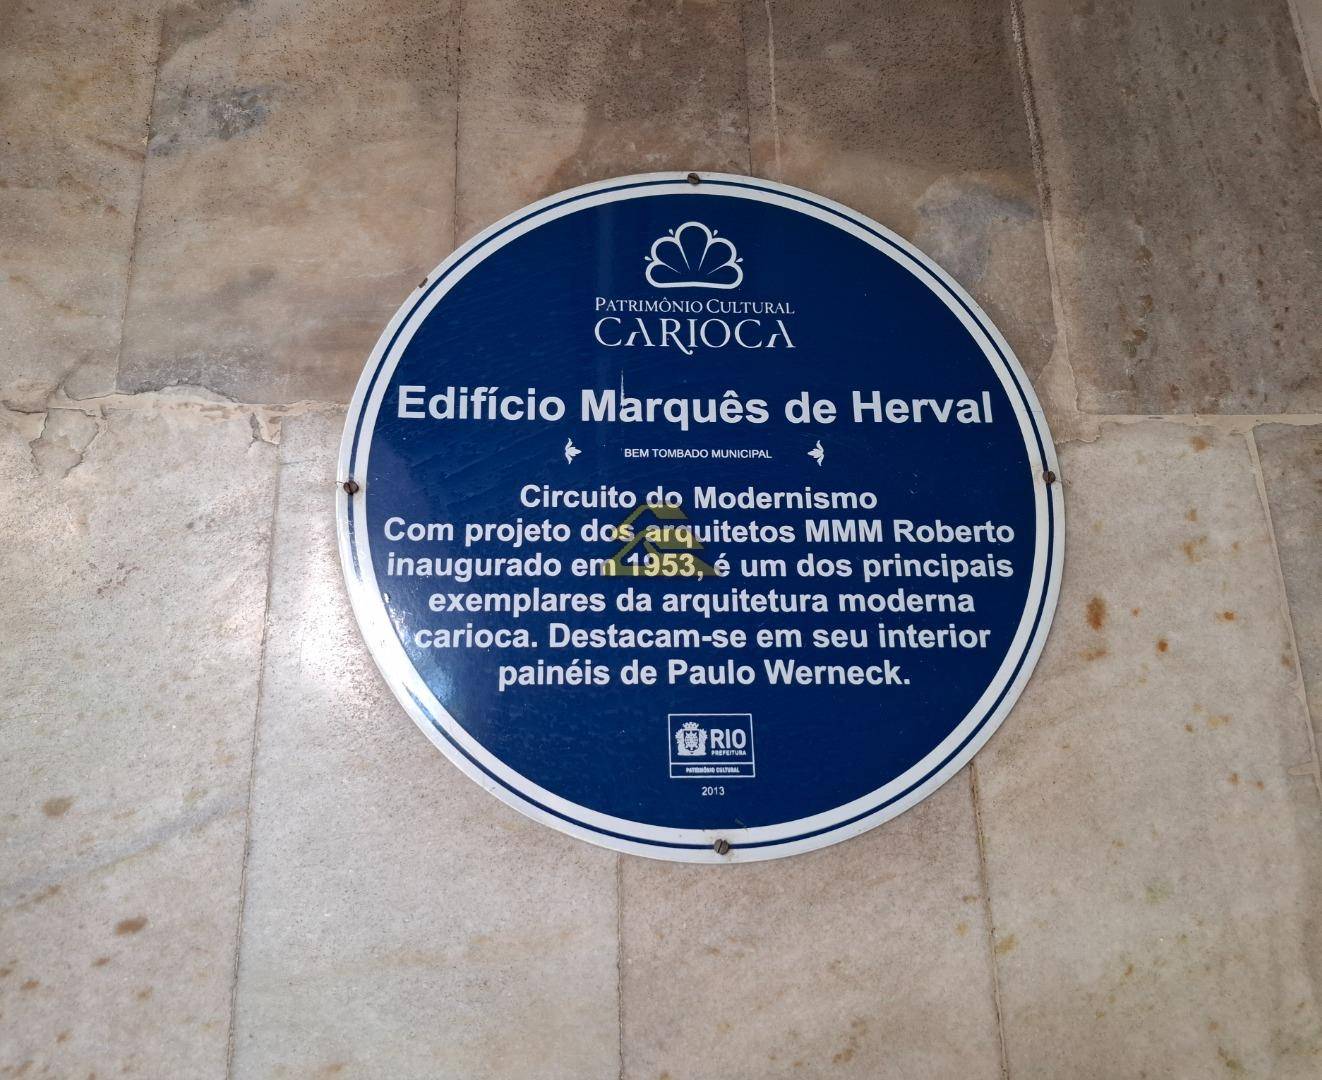 PATRIMÔNIO CULTURAL
CARIOCA
Edifício Marquês de Herval
BEM TOMBADO MUNICIPAL
Circuito do Modernismo
Com projeto dos arquitetos MMM Roberto
inaugurado em 1953, é um dos principais
exemplares da arquitetura moderna
carioca. Destacam-se em seu interior
painéis de Paulo Werneck.
RIO
PREFEITURA
PATRIMÔNIO CULTURAL
2013